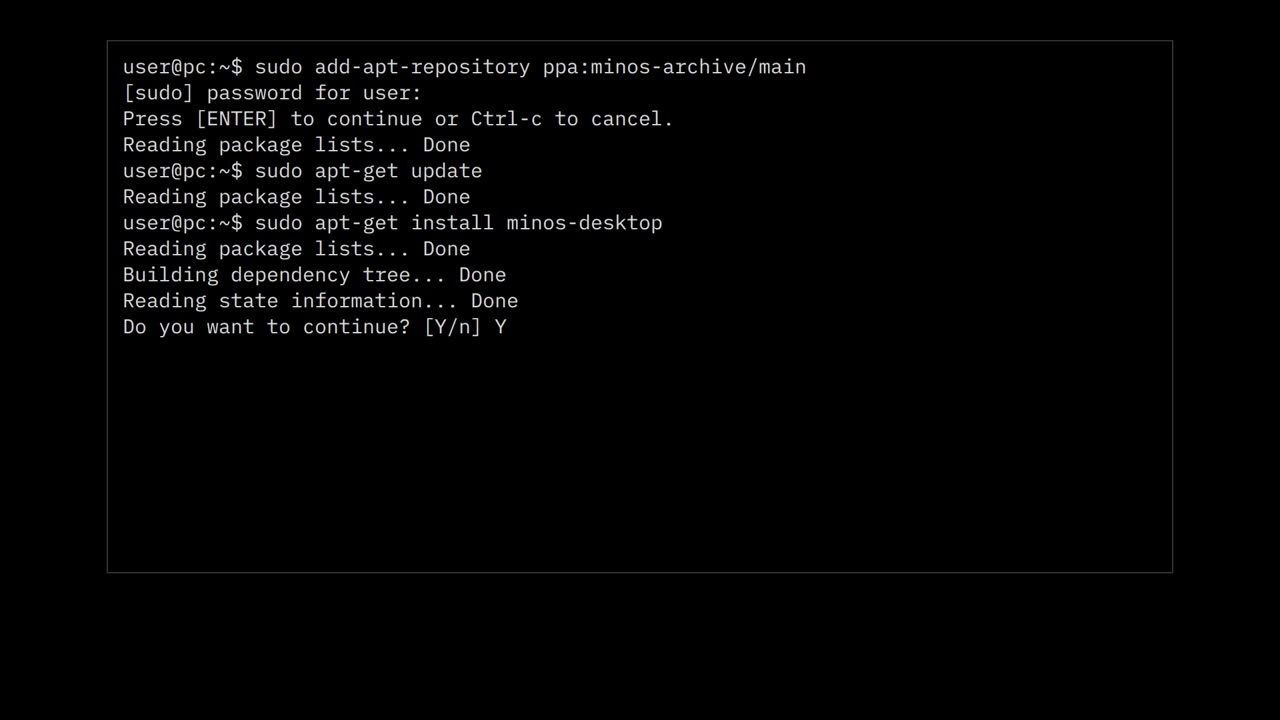 user@pc:~$ sudo add-apt-repository ppa:minos-archive/main
[sudo] password for user:
Press [ENTER] to continue or Ctrl-c to cancel.
Reading package lists... Done
user@pc:~$ sudo apt-get update
Reading package lists... Done
user@pc:~$ sudo apt-get install minos-desktop
Reading package lists... Done
Building dependency tree... Done
Reading state information... Done
Do you want to continue? [Y/n] Y